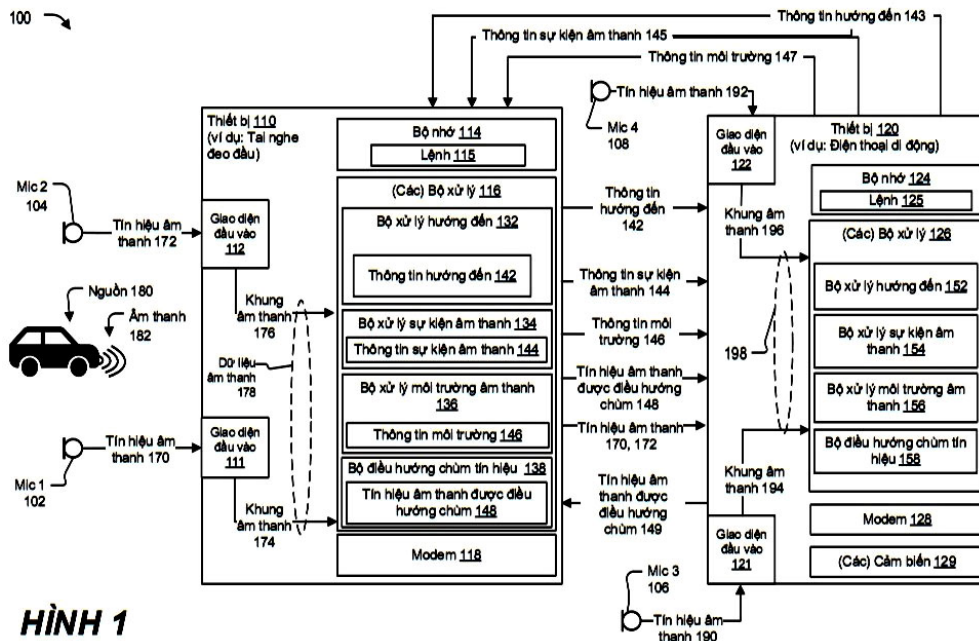 100
Thông tin hướng đến 143
Thông tin sự kiện âm thanh 145
Thông tin môi trường 147
Thiết bị 110
(ví dụ: Tai nghe
đeo đầu)
Bộ nhớ 114
Lệnh 115
(Các) Bộ xử lý 116
Bộ xử lý hướng đến 132
Thông tin hướng đến 142
Bộ xử lý sự kiện âm thanh 134
Thông tin sự kiện âm thanh 144
Bộ xử lý môi trường âm thanh
136
Thông tin môi trường 146
Bộ điều hướng chùm tín hiệu 138
Tín hiệu âm thanh được điều
hướng chùm 148
Modem 118
Mic 2
104
Tín hiệu âm
thanh 172
Giao diện
đầu vào
112
Khung
âm thanh
176
Nguồn 180
Âm thanh
182
Dữ liệu
âm thanh
178
Mic 1
102
Tín hiệu âm
thanh 170
Giao diện
đầu vào
111
Khung
âm thanh
174
Tín hiệu âm thanh 192
Mic 4
108
Thông tin
hướng đến
142
Thông tin sự kiện
âm thanh 144
Thông tin môi
trường 146
Tín hiệu âm thanh
được điều hướng
chùm 148
Tín hiệu âm thanh
170, 172
Tín hiệu âm
thanh được điều
hướng chùm
149
Mic 3
106
Tín hiệu âm
thanh 190
Giao diện
đầu vào
122
Thiết bị 120
(ví dụ: Điện thoại di động)
Bộ nhớ 124
Lệnh 125
Khung âm
thanh 196
(Các) Bộ xử lý 126
Bộ xử lý hướng đến 152
198
Bộ xử lý sự kiện âm
thanh 154
Bộ xử lý môi trường âm
thanh 156
Bộ điều hướng chùm tín
hiệu 158
Khung âm
thanh 194
Giao diện
đầu vào
121
Modem 128
(Các) Cảm biến 129
HÌNH 1